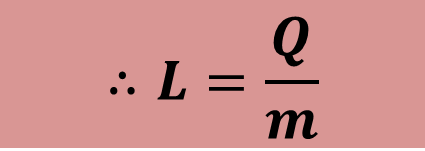 ∴ L = Q/m